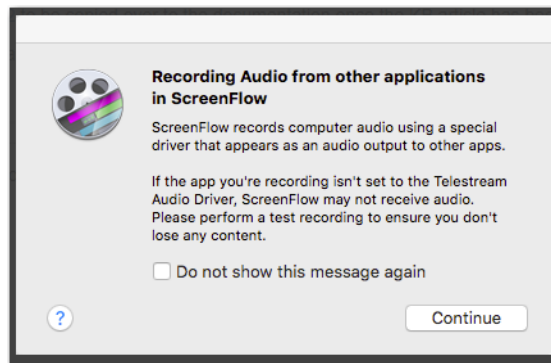 Recording Audio from other applications
in ScreenFlow
ScreenFlow records computer audio using a special
driver that appears as an audio output to other apps.
If the app you're recording isn't set to the Telestream
Audio Driver, ScreenFlow may not receive audio.
Please perform a test recording to ensure you don't
lose any content.
Do not show this message again
?
Continue